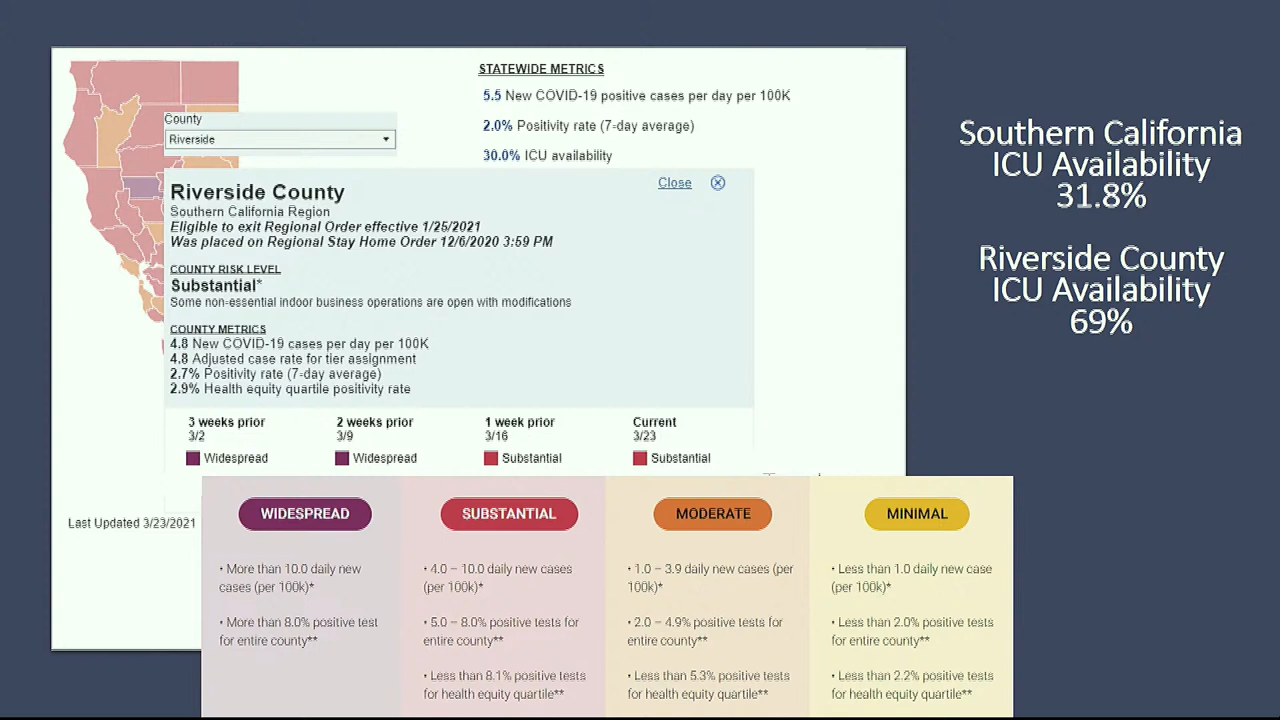 STATEWIDE METRICS
5.5 New COVID-19 positive cases per day per 100K
2.0% Positivity rate (7-day average)
30.0% ICU availability
County
Riverside
Close
Riverside County
Southern California Region
Eligible to exit Regional Order effective 1/25/2021
Was placed on Regional Stay Home Order 12/6/2020 3:59 PM
COUNTY RISK LEVEL
Substantial*
Some non-essential indoor business operations are open with modifications
COUNTY METRICS
4.8 New COVID-19 cases per day per 100K
4.8 Adjusted case rate for tier assignment
2.7% Positivity rate (7-day average)
2.9% Health equity quartile positivity rate
3 weeks prior
3/2
Widespread
2 weeks prior
3/9
Widespread
1 week prior
3/16
Substantial
Current
3/23
Substantial
Last Updated 3/23/2021
Southern California
ICU Availability
31.8%
Riverside County
ICU Availability
69%
WIDESPREAD
• More than 10.0 daily new
cases (per 100k)*
• More than 8.0% positive test
for entire county**
SUBSTANTIAL
• 4.0 – 10.0 daily new cases
(per 100k)*
• 5.0 – 8.0% positive tests for
entire county**
• Less than 8.1% positive tests
for health equity quartile**
MODERATE
• 1.0 – 3.9 daily new cases (per
100k)*
• 2.0 – 4.9% positive tests for
entire county**
• Less than 5.3% positive tests
for health equity quartile**
MINIMAL
• Less than 1.0 daily new case
(per 100k)*
• Less than 2.0% positive tests
for entire county**
• Less than 2.2% positive tests
for health equity quartile**